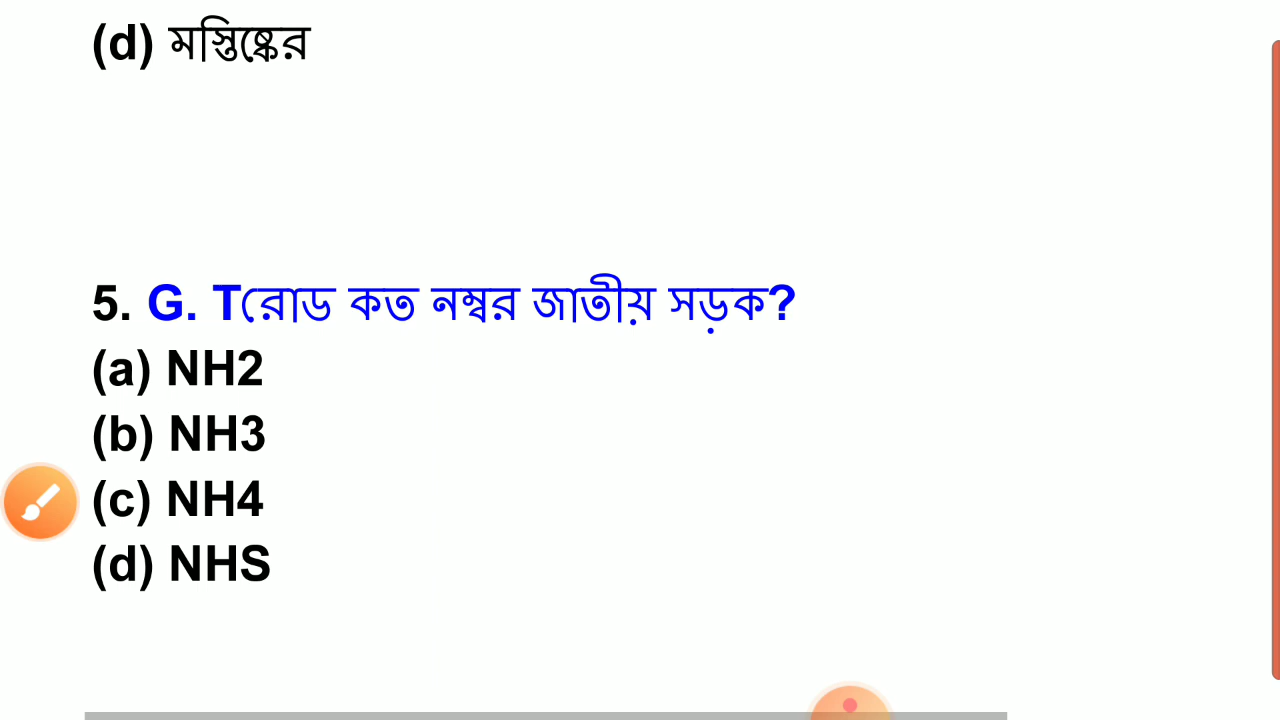 (d) মস্তিষ্কের
5. G. Tরোড কত নম্বর জাতীয় সড়ক?
(a) NH2
(b) NH3
(c) NH4
(d) NHS